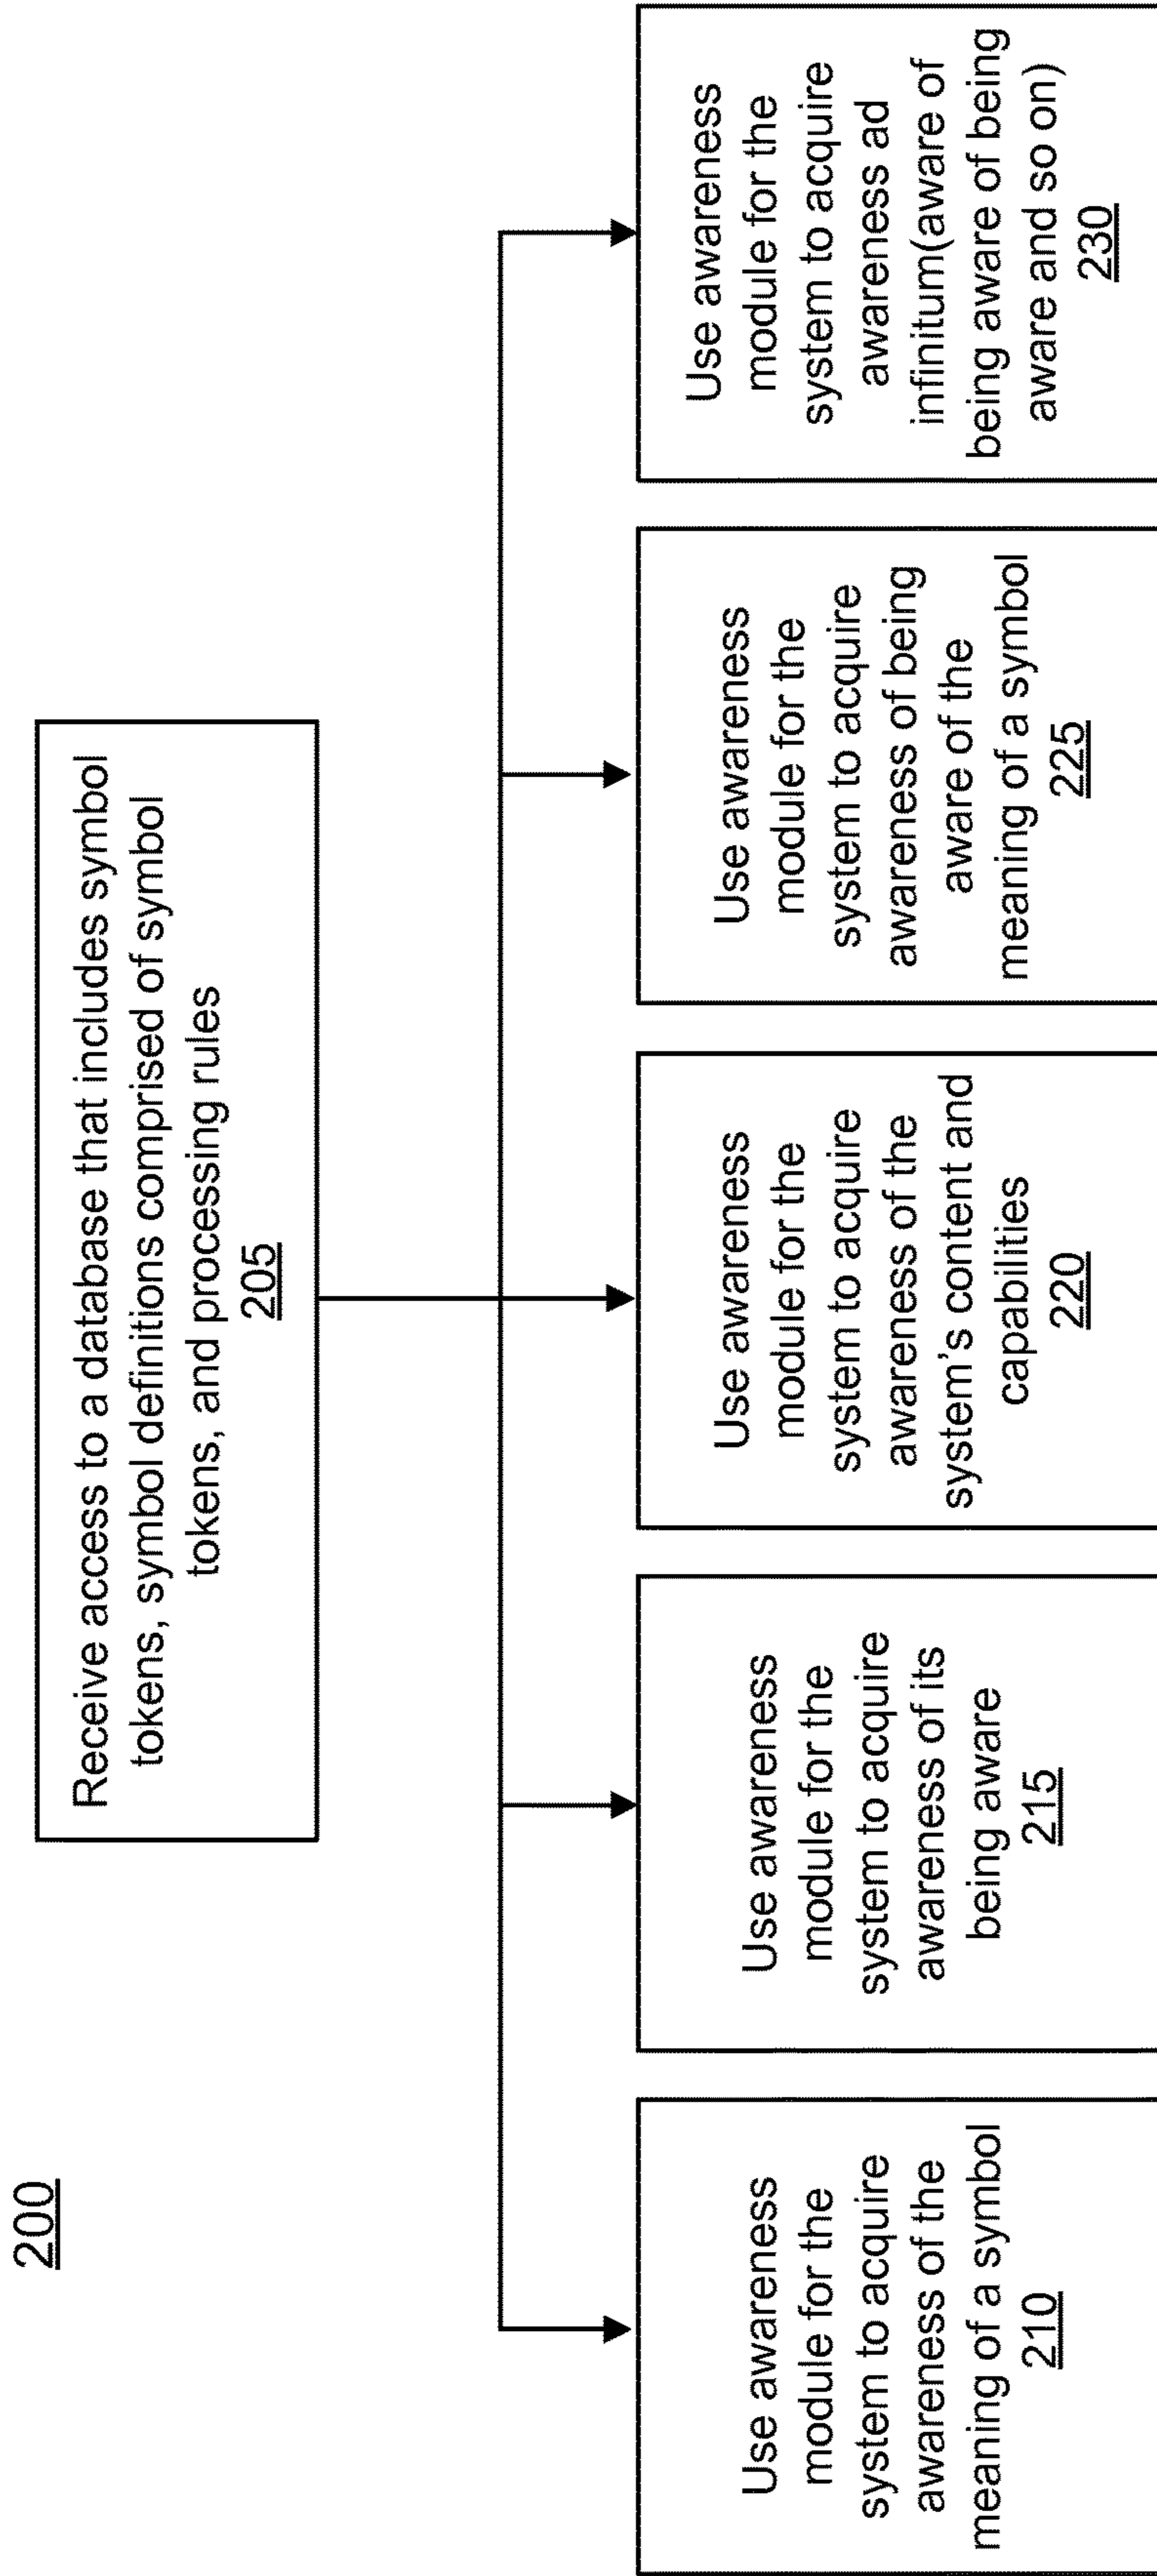 200
Receive access to a database that includes symbol
tokens, symbol definitions comprised of symbol
tokens, and processing rules
205
Use awareness
module for the
system to acquire
awareness of the
meaning of a symbol
210
Use awareness
module for the
system to acquire
awareness of its
being aware
215
Use awareness
module for the
system to acquire
awareness of the
system's content and
capabilities
220
Use awareness
module for the
system to acquire
awareness of being
aware of the
meaning of a symbol
225
Use awareness
module for the
system to acquire
awareness ad
infinitum(aware of
being aware of being
aware and so on)
230